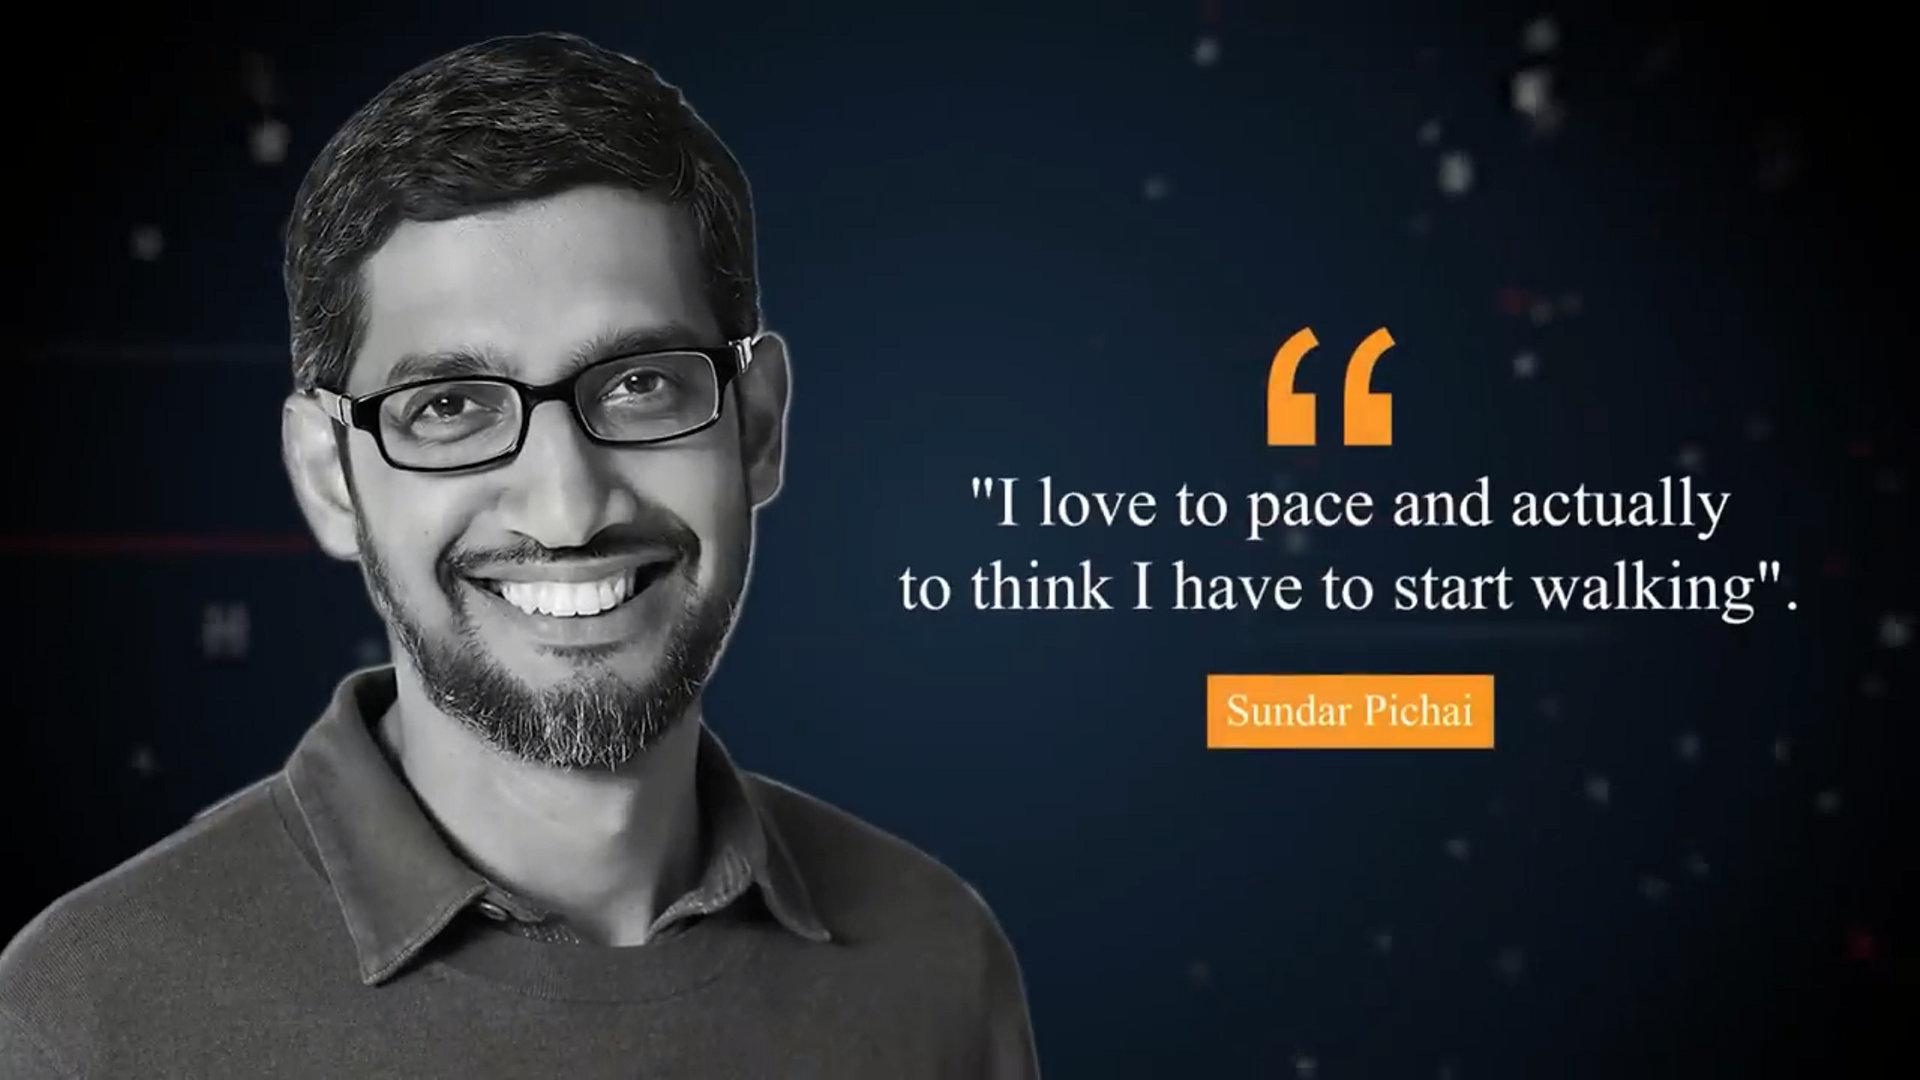 "I love to pace and actually
to think I have to start walking".
Sundar Pichai